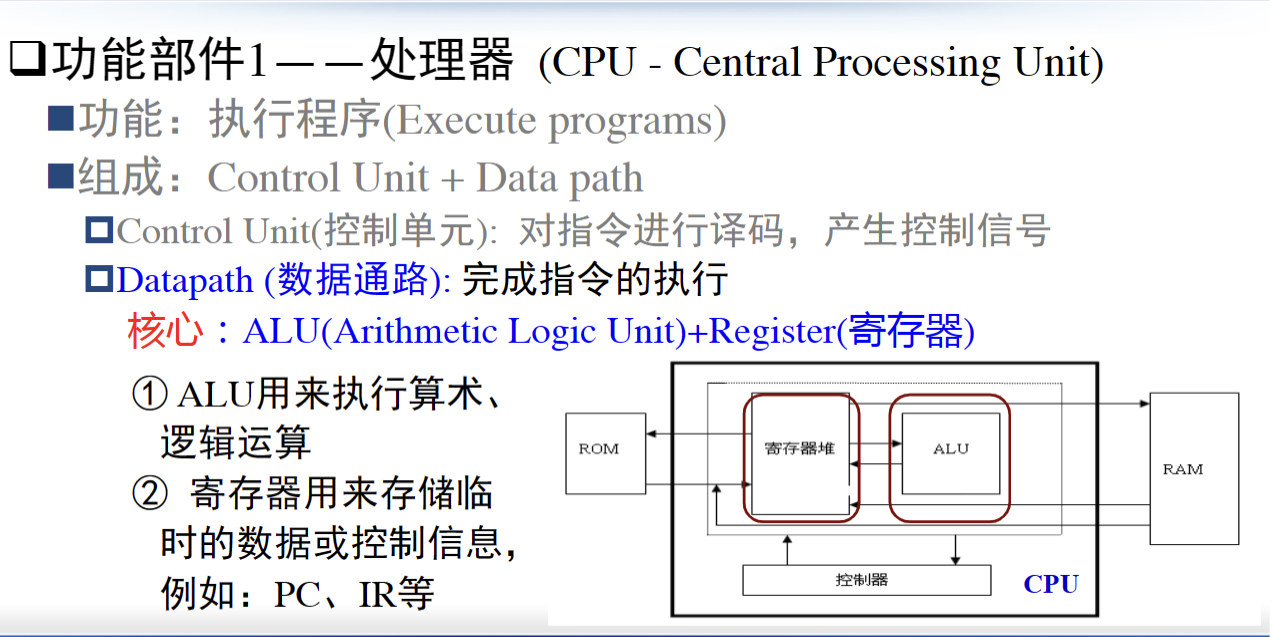 ❑功能部件1——处理器 (CPU - Central Processing Unit)
■功能：执行程序(Execute programs)
■组成：Control Unit + Data path
Control Unit(控制单元): 对指令进行译码，产生控制信号
Datapath (数据通路): 完成指令的执行
核心：ALU(Arithmetic Logic Unit)+Register(寄存器)
① ALU用来执行算术、
逻辑运算
② 寄存器用来存储临
时的数据或控制信息，
例如：PC、IR等
ROM
寄存器堆
ALU
RAM
控制器
CPU